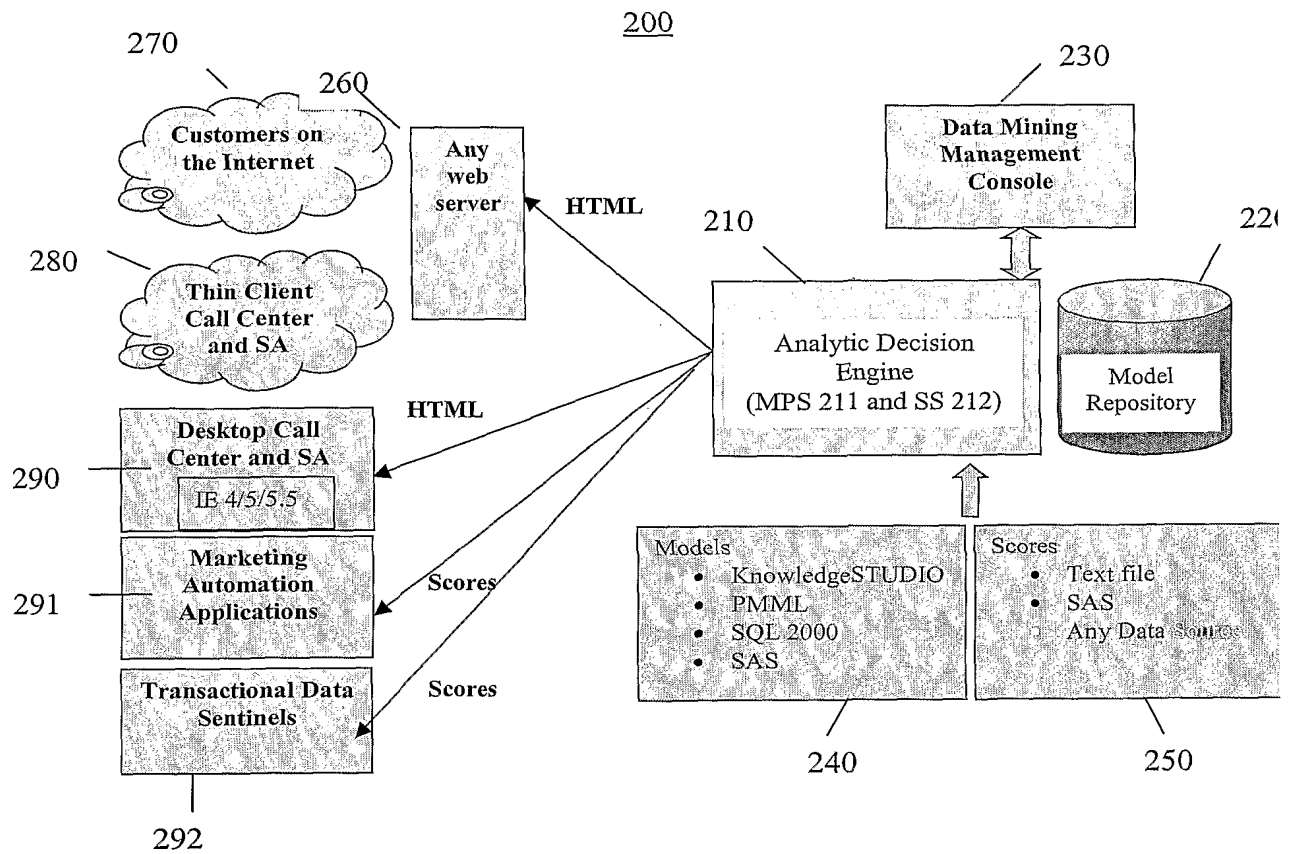 200
270
260
230
Customers on
the Internet
Any
web
server
Data Mining
Management
Console
HTML
210
280
Thin Client
Call Center
and SA
Analytic Decision
Engine
(MPS 211 and SS 212)
Model
Repository
HTML
Desktop Call
Center and SA
290
IE 4/5/5.5
Marketing
Automation
Applications
291
Scores
Models
• KnowledgeSTUDIO
• PMML
• SQL 2000
• SAS
Scores
• Text file
• SAS
Any Data Source
Transactional Data
Sentinels
Scores
240
250
292